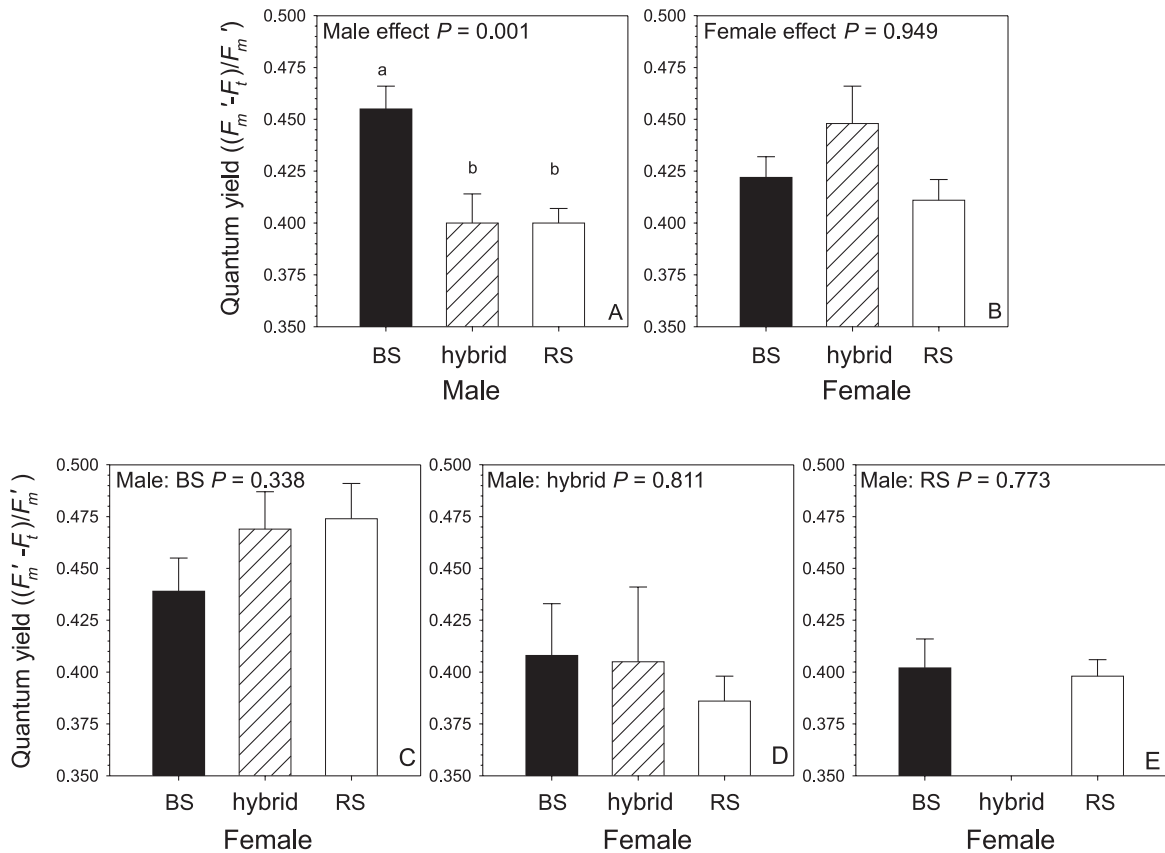 Quantum yield ((Fm′-Ft)/Fm′)
Male effect P = 0.001
0.500
0.475
0.450
0.425
0.400
0.375
0.350
a
b
b
A
BS hybrid RS
Male
Female effect P = 0.949
0.500
0.475
0.450
0.425
0.400
0.375
0.350
B
BS hybrid RS
Female
Quantum yield ((Fm′-Ft)/Fm′)
Male: BS P = 0.338
0.500
0.475
0.450
0.425
0.400
0.375
0.350
C
BS hybrid RS
Female
Male: hybrid P = 0.811
0.500
0.475
0.450
0.425
0.400
0.375
0.350
D
BS hybrid RS
Female
Male: RS P = 0.773
0.500
0.475
0.450
0.425
0.400
0.375
0.350
E
BS hybrid RS
Female